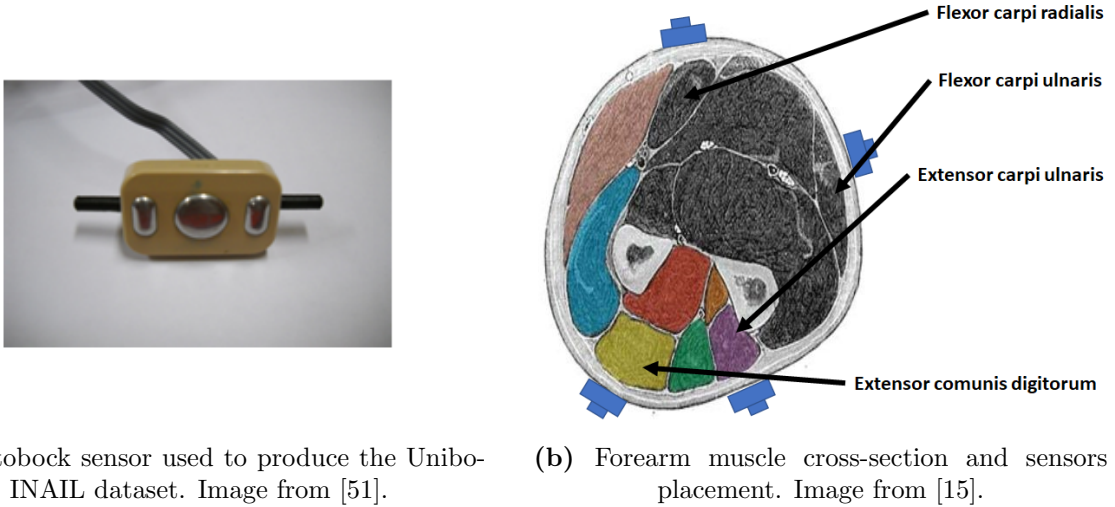 Flexor carpi radialis
Flexor carpi ulnaris
Extensor carpi ulnaris
Extensor comunis digitorum
tobock sensor used to produce the Unibo-
INAIL dataset. Image from [51].
(b) Forearm muscle cross-section and sensors
placement. Image from [15].